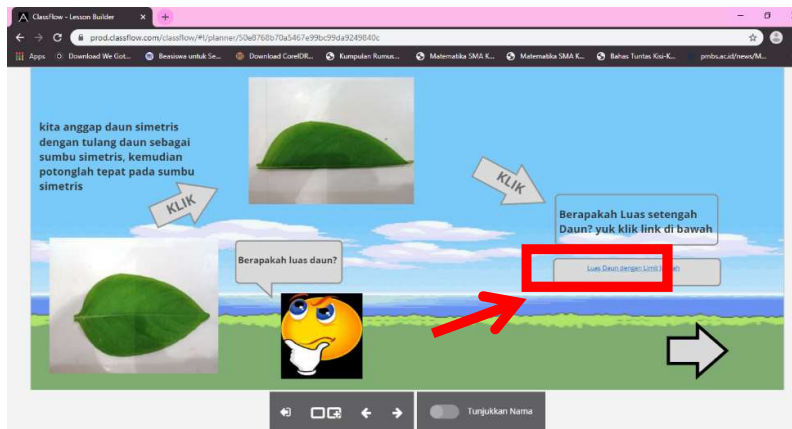 ClassFlow - Lesson Builder
prod.classflow.com/classflow/#!/planner/50e8768b70a5467e99bc99da9249840c
Apps
Download We Got...
Beasiswa untuk Se...
Download CorelDR...
Kumpulan Rumus...
Matematika SMA K...
Matematika SMA K...
Bahas Tuntas Kisi-K...
pmbs.ac.id/news/M...
kita anggap daun simetris
dengan tulang daun sebagai
sumbu simetris, kemudian
potonglah tepat pada sumbu
simetris
KLIK
KLIK
Berapakah Luas setengah
Daun? yuk klik link di bawah
Berapakah luas daun?
Luas Daun dengan Limit
Tunjukkan Nama